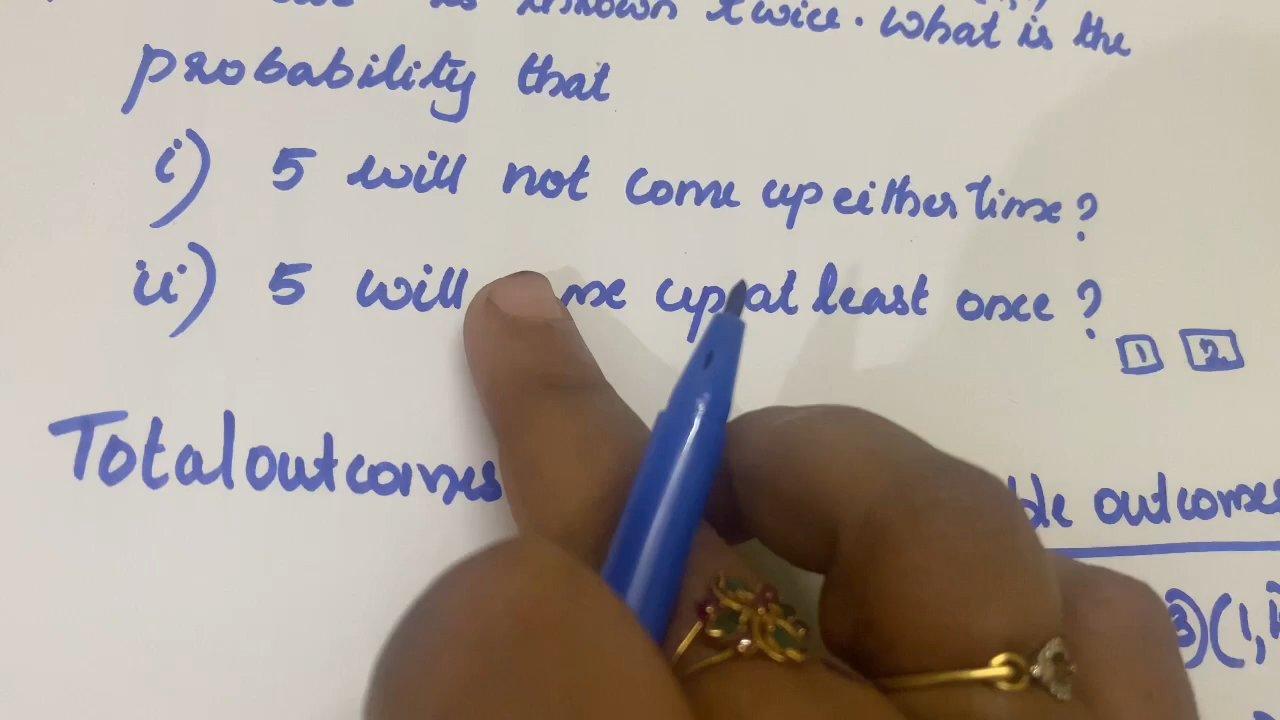 is thrown twice. What is the
probability that
i) 5 will not come up either time?
ii) 5 will up at least once?
1 2
Total outcomes outcomes
3) (1,